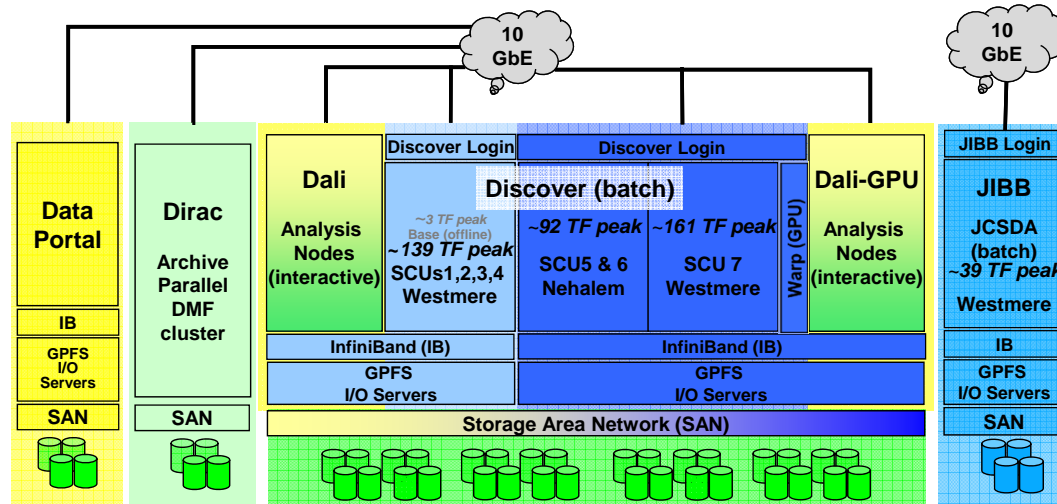 10
GbE
10
GbE
Data
Portal
IB
GPFS
I/O
Servers
SAN
Dirac
Archive
Parallel
DMF
cluster
SAN
Dali
Analysis
Nodes
(interactive)
Discover Login
Discover Login
Discover (batch)
~3 TF peak
Base (offline)
~139 TF peak
SCUs1,2,3,4
Westmere
~92 TF peak
SCU5 & 6
Nehalem
~161 TF peak
SCU 7
Westmere
Warp (GPU)
Dali-GPU
Analysis
Nodes
(interactive)
InfiniBand (IB)
InfiniBand (IB)
GPFS
I/O Servers
GPFS
I/O Servers
Storage Area Network (SAN)
JIBB Login
JIBB
JCSDA
(batch)
~39 TF peak
Westmere
IB
GPFS
I/O Servers
SAN